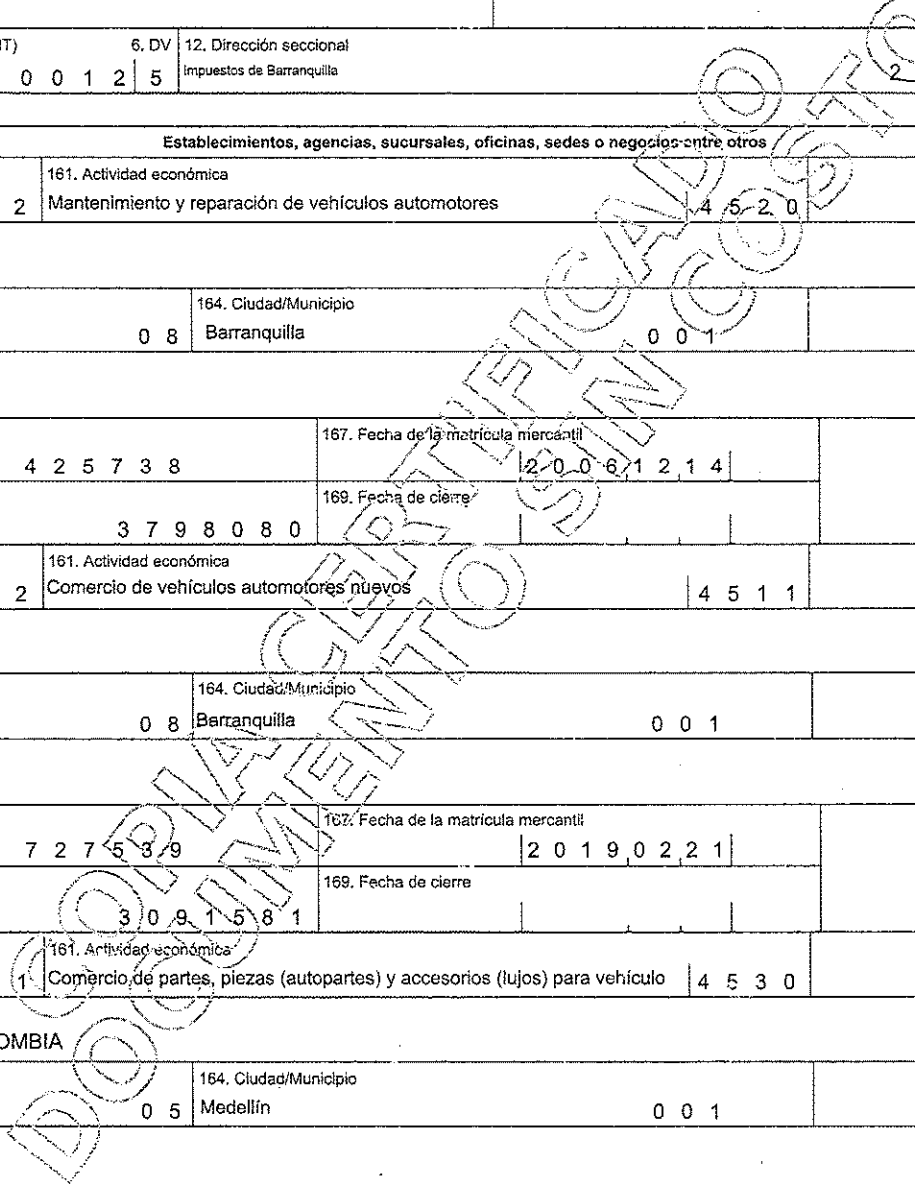 IT) 6. DV 12. Dirección seccional
0 0 1 2 5 Impuestos de Barranquilla 2
Establecimientos, agencias, sucursales, oficinas, sedes o negocios entre otros
161. Actividad económica
2 Mantenimiento y reparación de vehículos automotores 4 5 2 0
164. Ciudad/Municipio
0 8 Barranquilla 0 0 1
167. Fecha de la matrícula mercantil
4 2 5 7 3 8 2 0 0 6 1 2 1 4
169. Fecha de cierre
3 7 9 8 0 8 0
161. Actividad económica
2 Comercio de vehículos automotores nuevos 4 5 1 1
164. Ciudad/Municipio
0 8 Barranquilla 0 0 1
167. Fecha de la matrícula mercantil
7 2 7 5 3 9 2 0 1 9 0 2 2 1
169. Fecha de cierre
3 0 9 1 5 8 1
161. Actividad económica
1 Comercio de partes, piezas (autopartes) y accesorios (lujos) para vehículo 4 5 3 0
OMBIA
164. Ciudad/Municipio
0 5 Medellín 0 0 1
COPIA CERTIFICADO
DOCUMENTO SIN COSTO